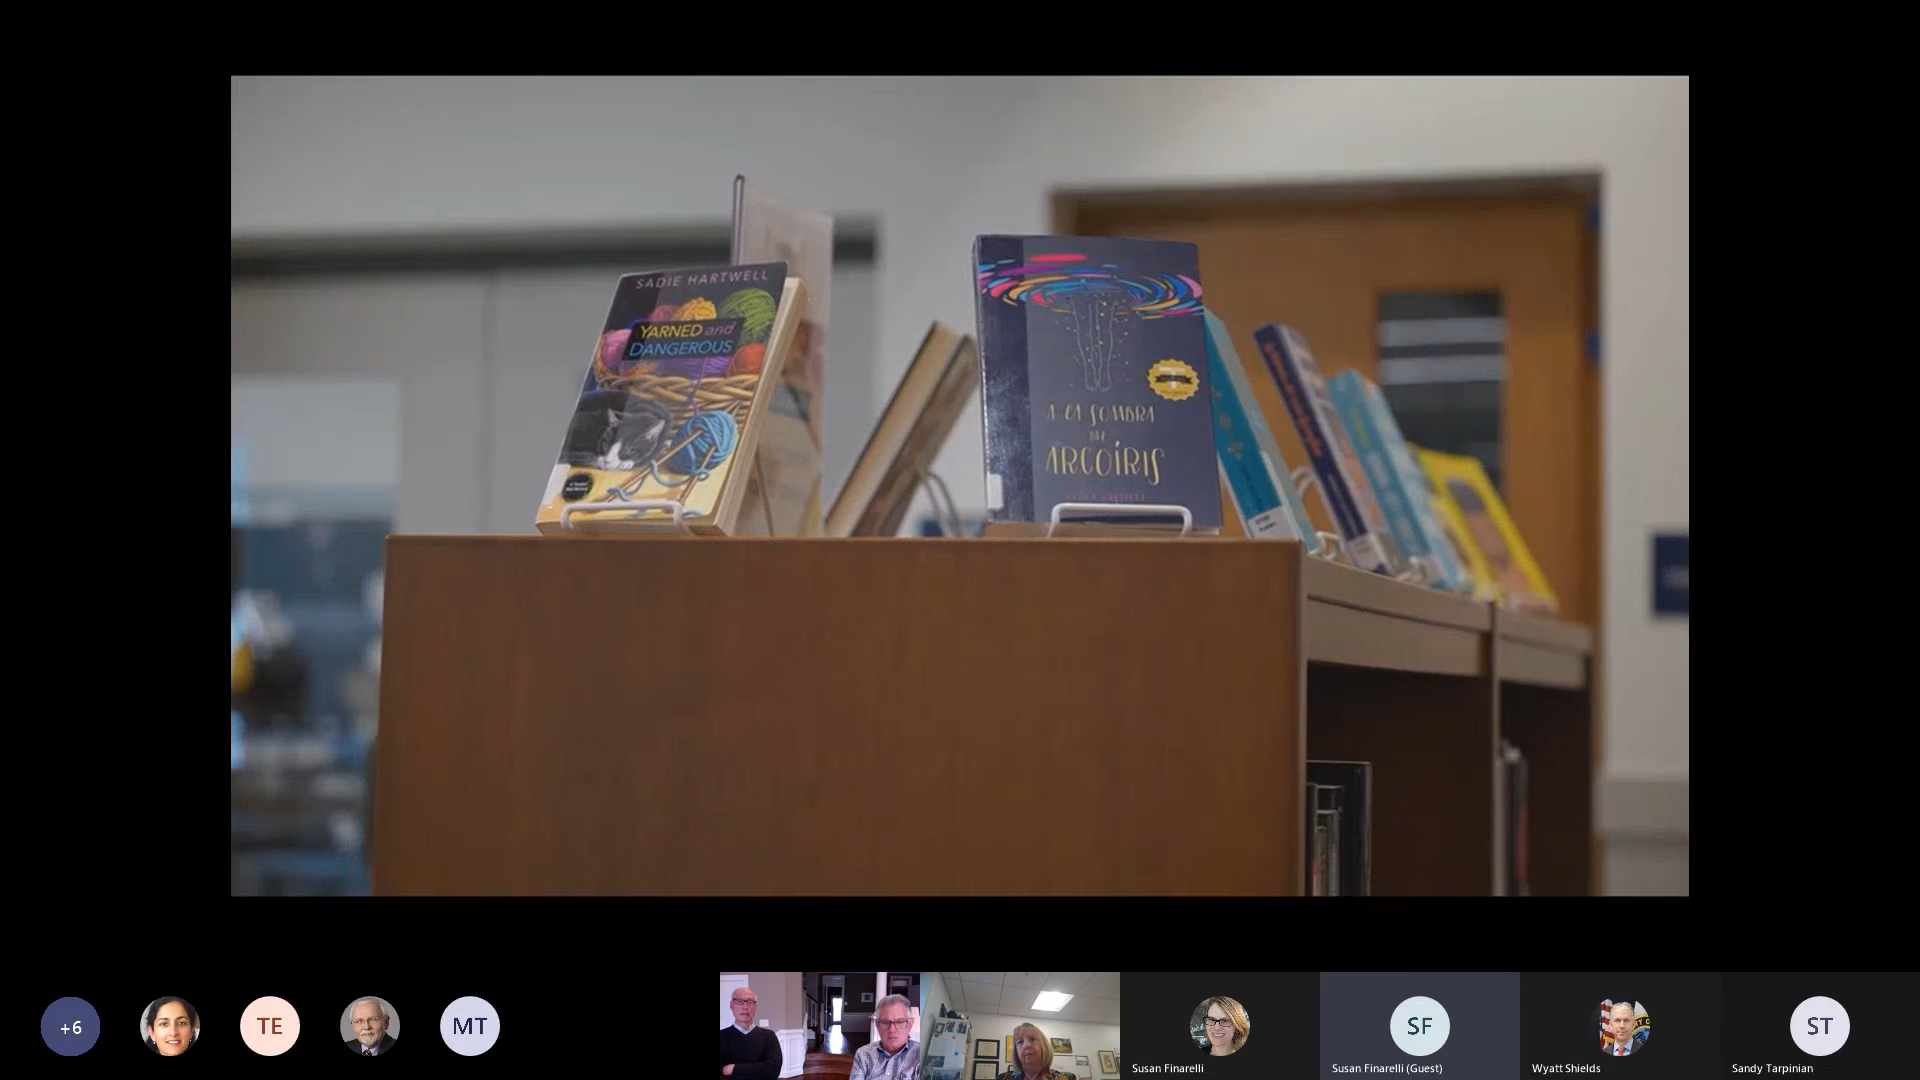 SADIE HARTWELL
YARNED and
DANGEROUS
A LA SOMBRA
DEL
ARCOÍRIS
+6
TE
MT
SF
ST
Susan Finarelli
Susan Finarelli (Guest)
Wyatt Shields
Sandy Tarpinian